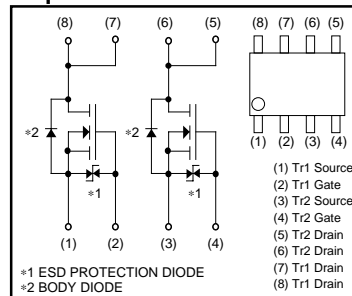 (8) (7) (6) (5)
(8) (7) (6) (5)
*2 *2
*1 *1
(1) (2) (3) (4)
(1) (2) (3) (4)
(1) Tr1 Source
(2) Tr1 Gate
(3) Tr2 Source
(4) Tr2 Gate
(5) Tr2 Drain
(6) Tr2 Drain
(7) Tr1 Drain
(8) Tr1 Drain
*1 ESD PROTECTION DIODE
*2 BODY DIODE